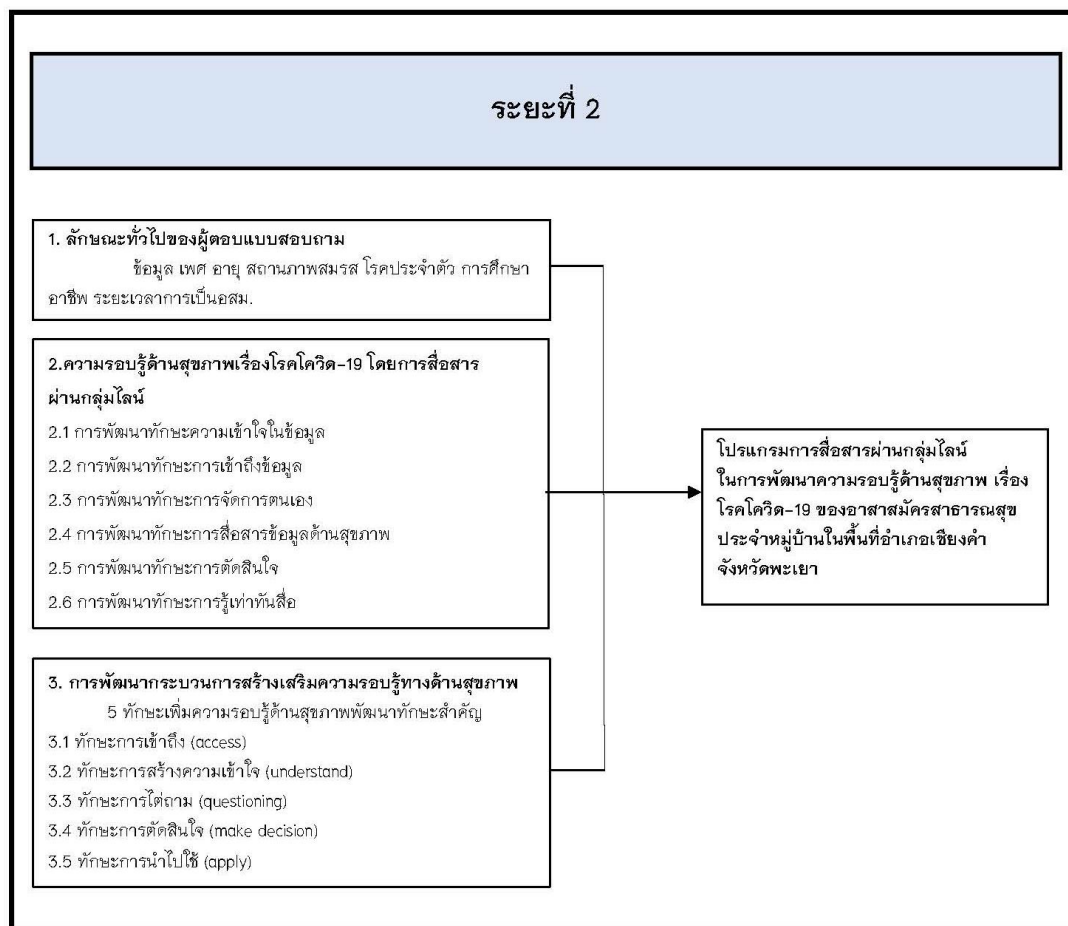 ระยะที่ 2
1. ลักษณะทั่วไปของผู้ตอบแบบสอบถาม
ข้อมูล เพศ อายุ สถานภาพสมรส โรคประจำตัว การศึกษา
อาชีพ ระยะเวลาการเป็นอสม.
2.ความรอบรู้ด้านสุขภาพเรื่องโรคโควิด-19 โดยการสื่อสาร
ผ่านกลุ่มไลน์
2.1 การพัฒนาทักษะความเข้าใจในข้อมูล
2.2 การพัฒนาทักษะการเข้าถึงข้อมูล
2.3 การพัฒนาทักษะการจัดการตนเอง
2.4 การพัฒนาทักษะการสื่อสารข้อมูลด้านสุขภาพ
2.5 การพัฒนาทักษะการตัดสินใจ
2.6 การพัฒนาทักษะการรู้เท่าทันสื่อ
3. การพัฒนากระบวนการสร้างเสริมความรอบรู้ทางด้านสุขภาพ
5 ทักษะเพิ่มความรอบรู้ด้านสุขภาพพัฒนาทักษะสำคัญ
3.1 ทักษะการเข้าถึง (access)
3.2 ทักษะการสร้างความเข้าใจ (understand)
3.3 ทักษะการไต่ถาม (questioning)
3.4 ทักษะการตัดสินใจ (make decision)
3.5 ทักษะการนำไปใช้ (apply)
โปรแกรมการสื่อสารผ่านกลุ่มไลน์
ในการพัฒนาความรอบรู้ด้านสุขภาพ เรื่อง
โรคโควิด-19 ของอาสาสมัครสาธารณสุข
ประจำหมู่บ้านในพื้นที่อำเภอเชียงคำ
จังหวัดพะเยา